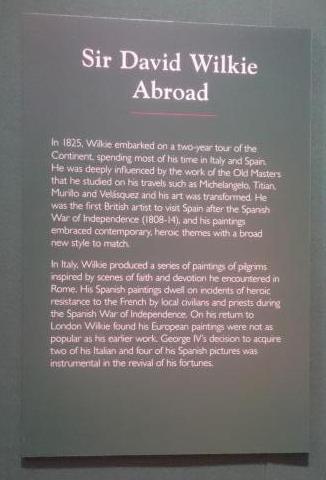 Sir David Wilkie
Abroad
In 1825, Wilkie embarked on a two-year tour of the
Continent, spending most of his time in Italy and Spain.
He was deeply influenced by the work of the Old Masters
that he studied on his travels such as Michelangelo, Titian,
Murillo and Velásquez and his art was transformed. He
was the first British artist to visit Spain after the Spanish
War of Independence (1808-14), and his paintings
embraced contemporary, heroic themes with a broad
new style to match.
In Italy, Wilkie produced a series of paintings of pilgrims
inspired by scenes of faith and devotion he encountered in
Rome. His Spanish paintings dwell on incidents of heroic
resistance to the French by local civilians and priests during
the Spanish War of Independence. On his return to
London Wilkie found his European paintings were not as
popular as his earlier work. George IV's decision to acquire
two of his Italian and four of his Spanish pictures was
instrumental in the revival of his fortunes.